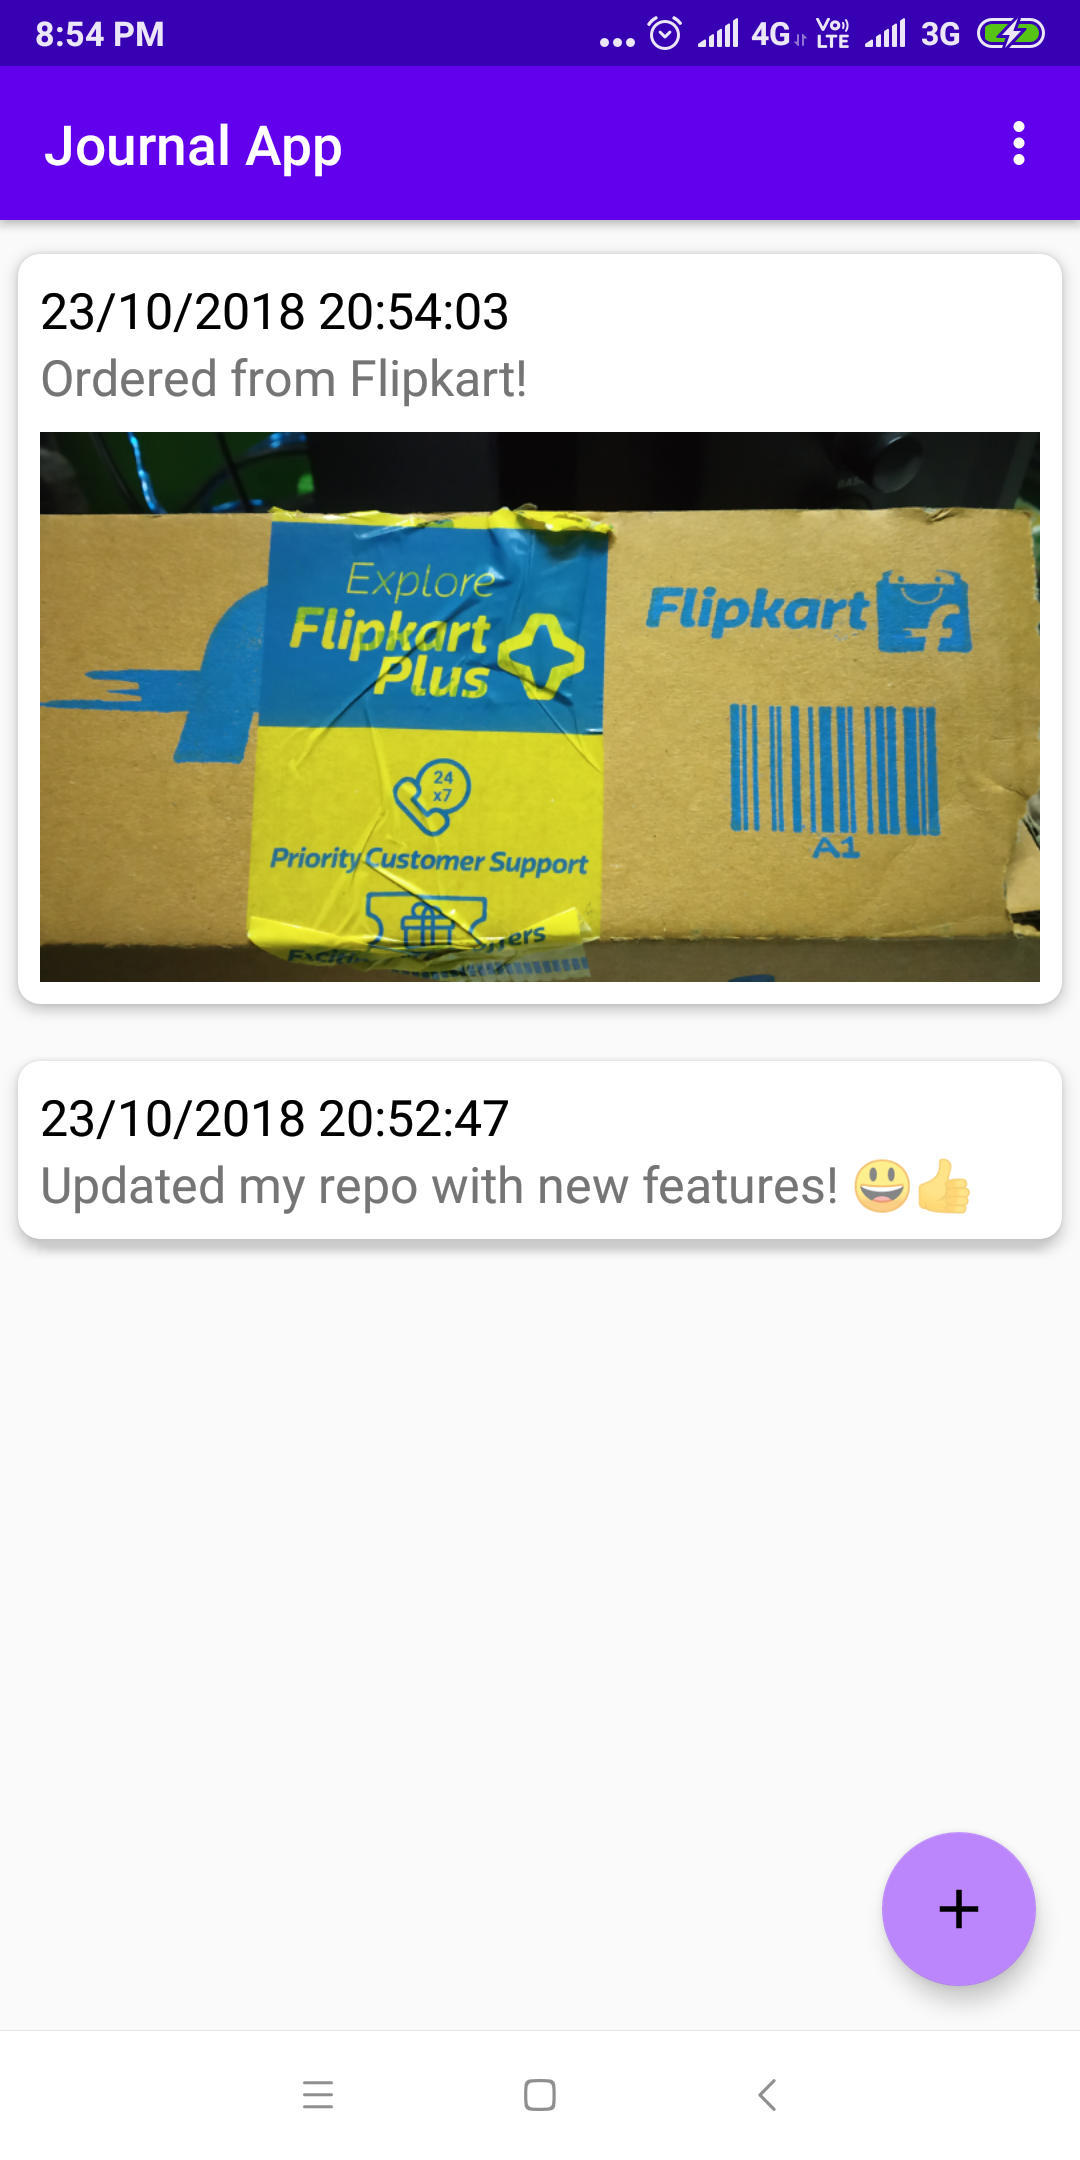 8:54 PM
4G
Vo))
LTE
3G
Journal App
23/10/2018 20:54:03
Ordered from Flipkart!
Explore
Flipkart
Plus
24
x7
Priority Customer Support
Flipkart
A1
23/10/2018 20:52:47
Updated my repo with new features! 😃👍